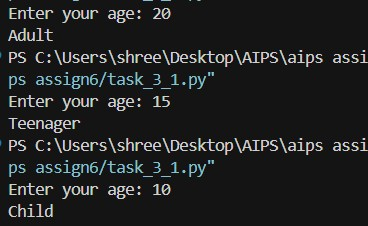 Enter your age: 20
Adult
PS C:\Users\shree\Desktop\AIPS\aips assi
ps assign6/task_3_1.py"
Enter your age: 15
Teenager
PS C:\Users\shree\Desktop\AIPS\aips assi
ps assign6/task_3_1.py"
Enter your age: 10
Child